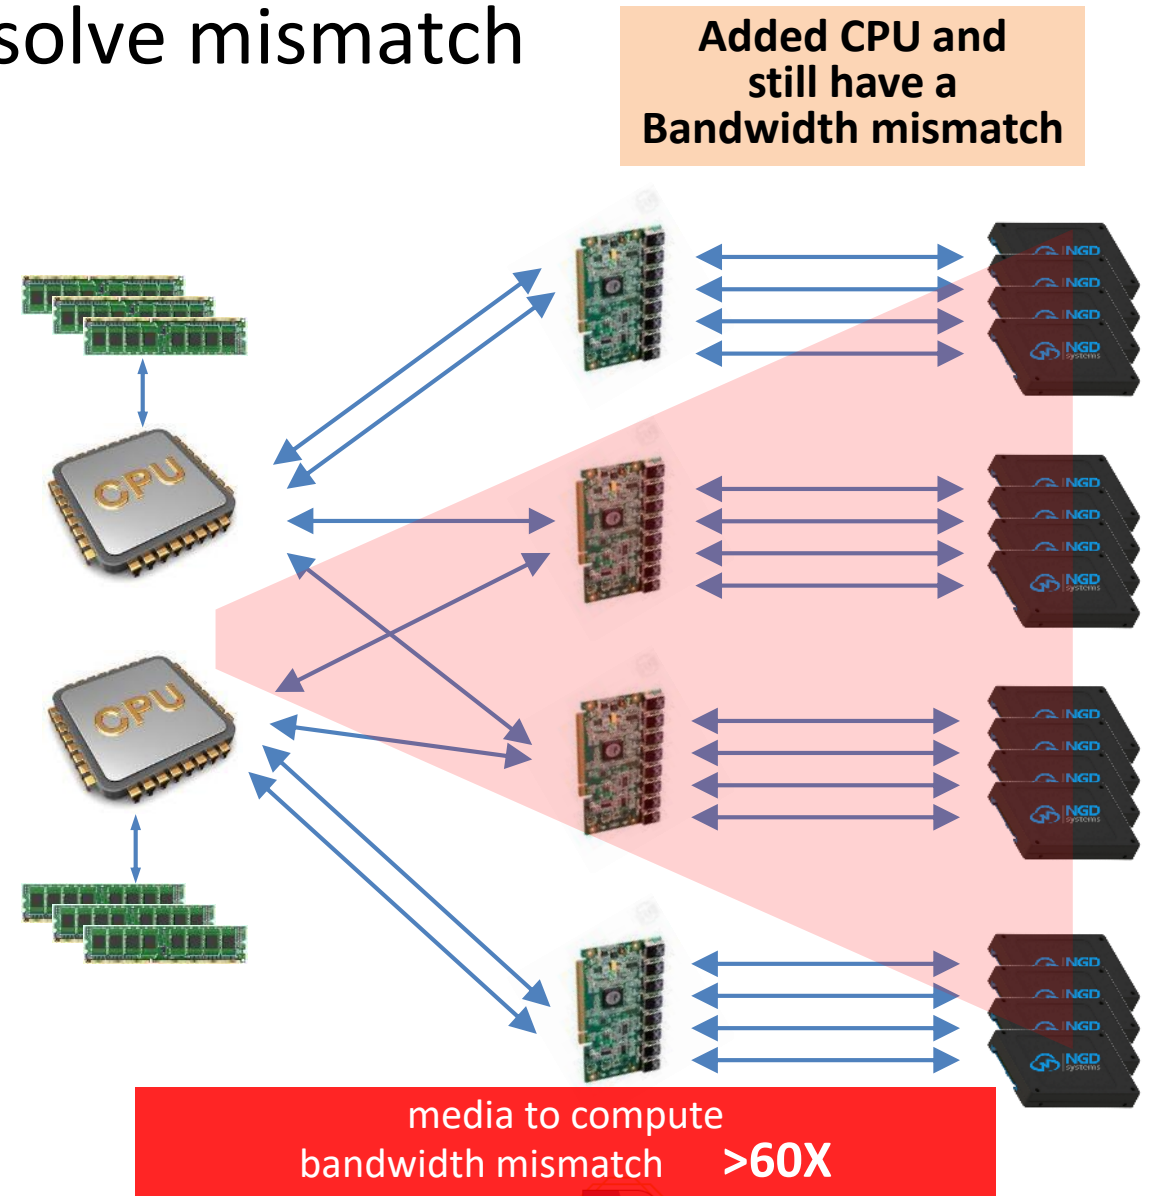 solve mismatch
Added CPU and
still have a
Bandwidth mismatch
NGD
NGD
NGD
NGD
systems
CPU
NGD
NGD
NGD
NGD
systems
CPU
NGD
NGD
NGD
NGD
systems
NGD
NGD
NGD
NGD
systems
media to compute
bandwidth mismatch >60X